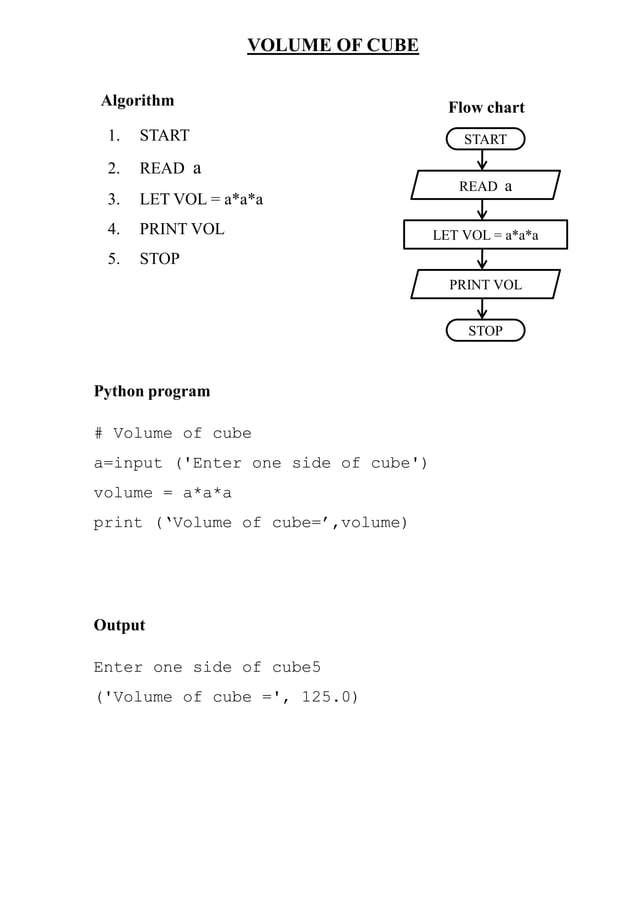 VOLUME OF CUBE
Algorithm
1. START
2. READ a
3. LET VOL = a*a*a
4. PRINT VOL
5. STOP
Flow chart
START
READ a
LET VOL = a*a*a
PRINT VOL
STOP
Python program
# Volume of cube
a=input ('Enter one side of cube')
volume = a*a*a
print (‘Volume of cube=’,volume)
Output
Enter one side of cube5
('Volume of cube =', 125.0)